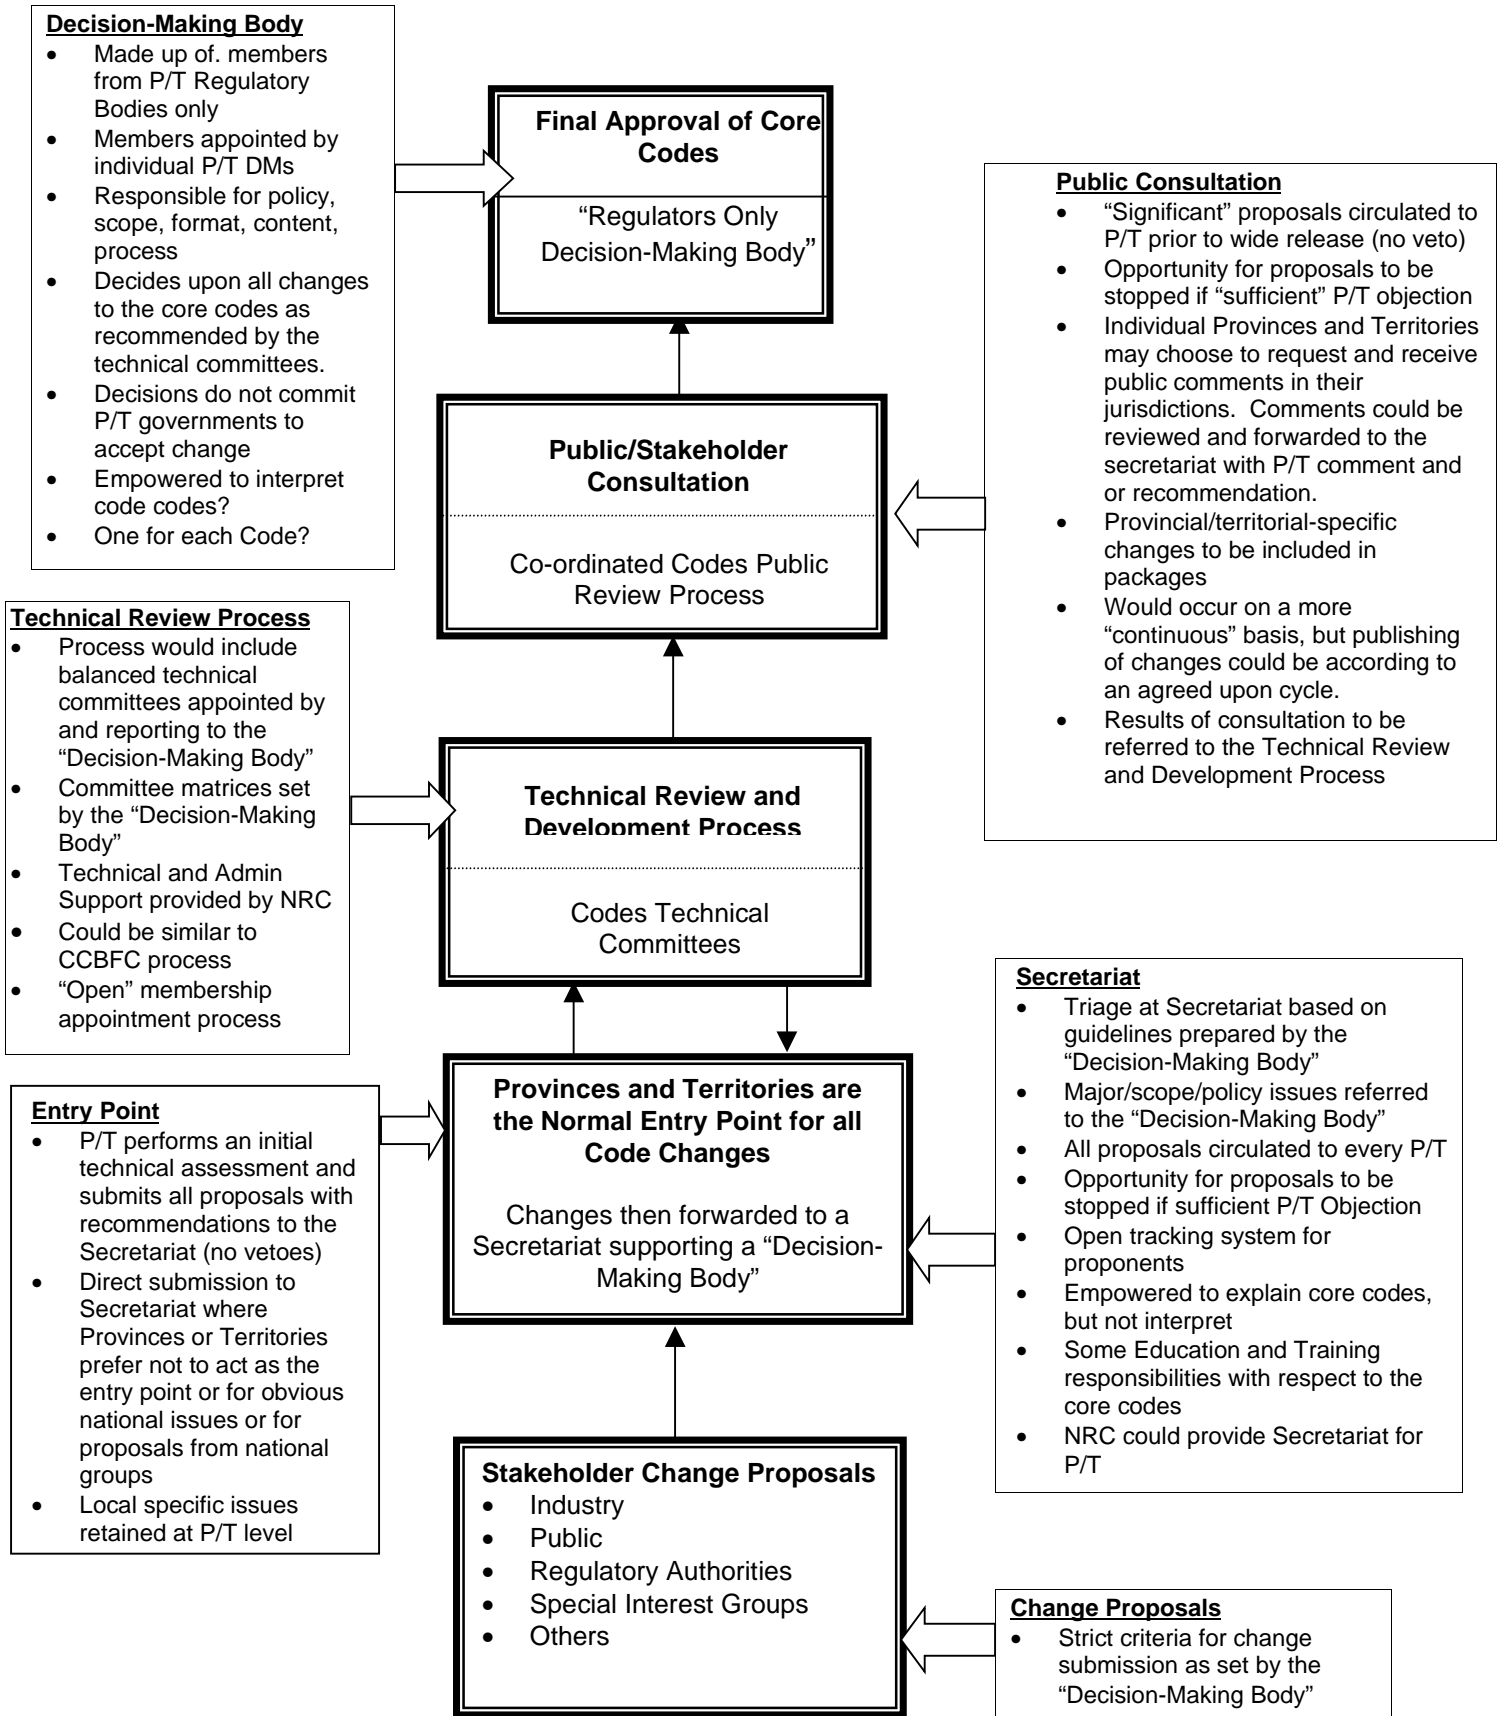 Decision-Making Body
• Made up of. members
from P/T Regulatory
Bodies only
• Members appointed by
individual P/T DMs
• Responsible for policy,
scope, format, content,
process
• Decides upon all changes
to the core codes as
recommended by the
technical committees.
• Decisions do not commit
P/T governments to
accept change
• Empowered to interpret
code codes?
• One for each Code?
Final Approval of Core
Codes
“Regulators Only
Decision-Making Body”
Public Consultation
• “Significant” proposals circulated to
P/T prior to wide release (no veto)
• Opportunity for proposals to be
stopped if “sufficient” P/T objection
• Individual Provinces and Territories
may choose to request and receive
public comments in their
jurisdictions. Comments could be
reviewed and forwarded to the
secretariat with P/T comment and
or recommendation.
• Provincial/territorial-specific
changes to be included in
packages
• Would occur on a more
“continuous” basis, but publishing
of changes could be according to
an agreed upon cycle.
• Results of consultation to be
referred to the Technical Review
and Development Process
Public/Stakeholder
Consultation
Co-ordinated Codes Public
Review Process
Technical Review Process
• Process would include
balanced technical
committees appointed by
and reporting to the
“Decision-Making Body”
• Committee matrices set
by the “Decision-Making
Body”
• Technical and Admin
Support provided by NRC
• Could be similar to
CCBFC process
• “Open” membership
appointment process
Technical Review and
Development Process
Codes Technical
Committees
Secretariat
• Triage at Secretariat based on
guidelines prepared by the
“Decision-Making Body”
• Major/scope/policy issues referred
to the “Decision-Making Body”
• All proposals circulated to every P/T
• Opportunity for proposals to be
stopped if sufficient P/T Objection
• Open tracking system for
proponents
• Empowered to explain core codes,
but not interpret
• Some Education and Training
responsibilities with respect to the
core codes
• NRC could provide Secretariat for
P/T
Entry Point
• P/T performs an initial
technical assessment and
submits all proposals with
recommendations to the
Secretariat (no vetoes)
• Direct submission to
Secretariat where
Provinces or Territories
prefer not to act as the
entry point or for obvious
national issues or for
proposals from national
groups
• Local specific issues
retained at P/T level
Provinces and Territories are
the Normal Entry Point for all
Code Changes
Changes then forwarded to a
Secretariat supporting a “Decision-
Making Body”
Stakeholder Change Proposals
• Industry
• Public
• Regulatory Authorities
• Special Interest Groups
• Others
Change Proposals
• Strict criteria for change
submission as set by the
“Decision-Making Body”